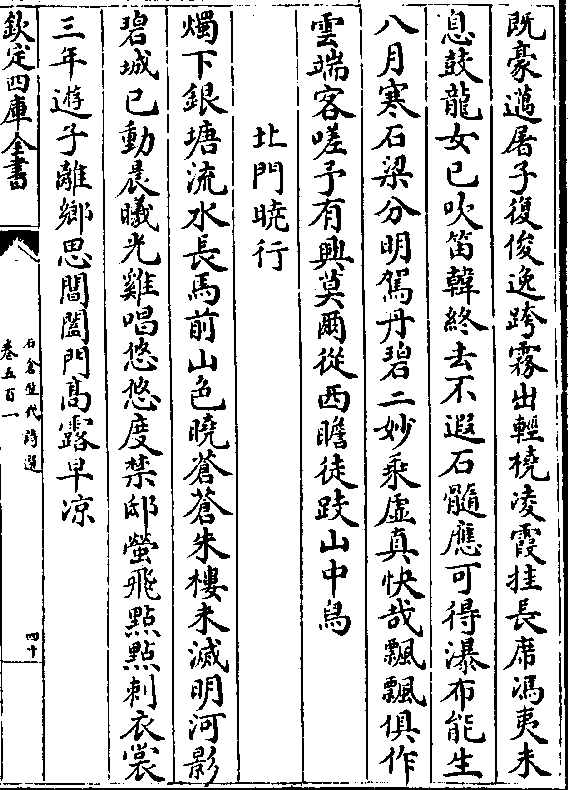 既豪邁屠子復俊逸跨霧出輕橈凌霞挂長席馮夷未
息鼓龍女已吹笛韓終去不遐石髓應可得瀑布能生
八月寒石梁分明駕丹碧二妙乘虛真快哉飄飄俱作
雲端客嗟予有興莫爾從西瞻徒跂山中舄
北門曉行
燭下銀塘流水長馬前山色曉蒼蒼朱樓未滅明河影
碧城已動晨曦光雞唱悠悠度禁邸螢飛點點刺衣裳
三年遊子離鄉思閶闔門高露早凉
欽定四庫全書
石倉歷代詩選
卷五百一
四十